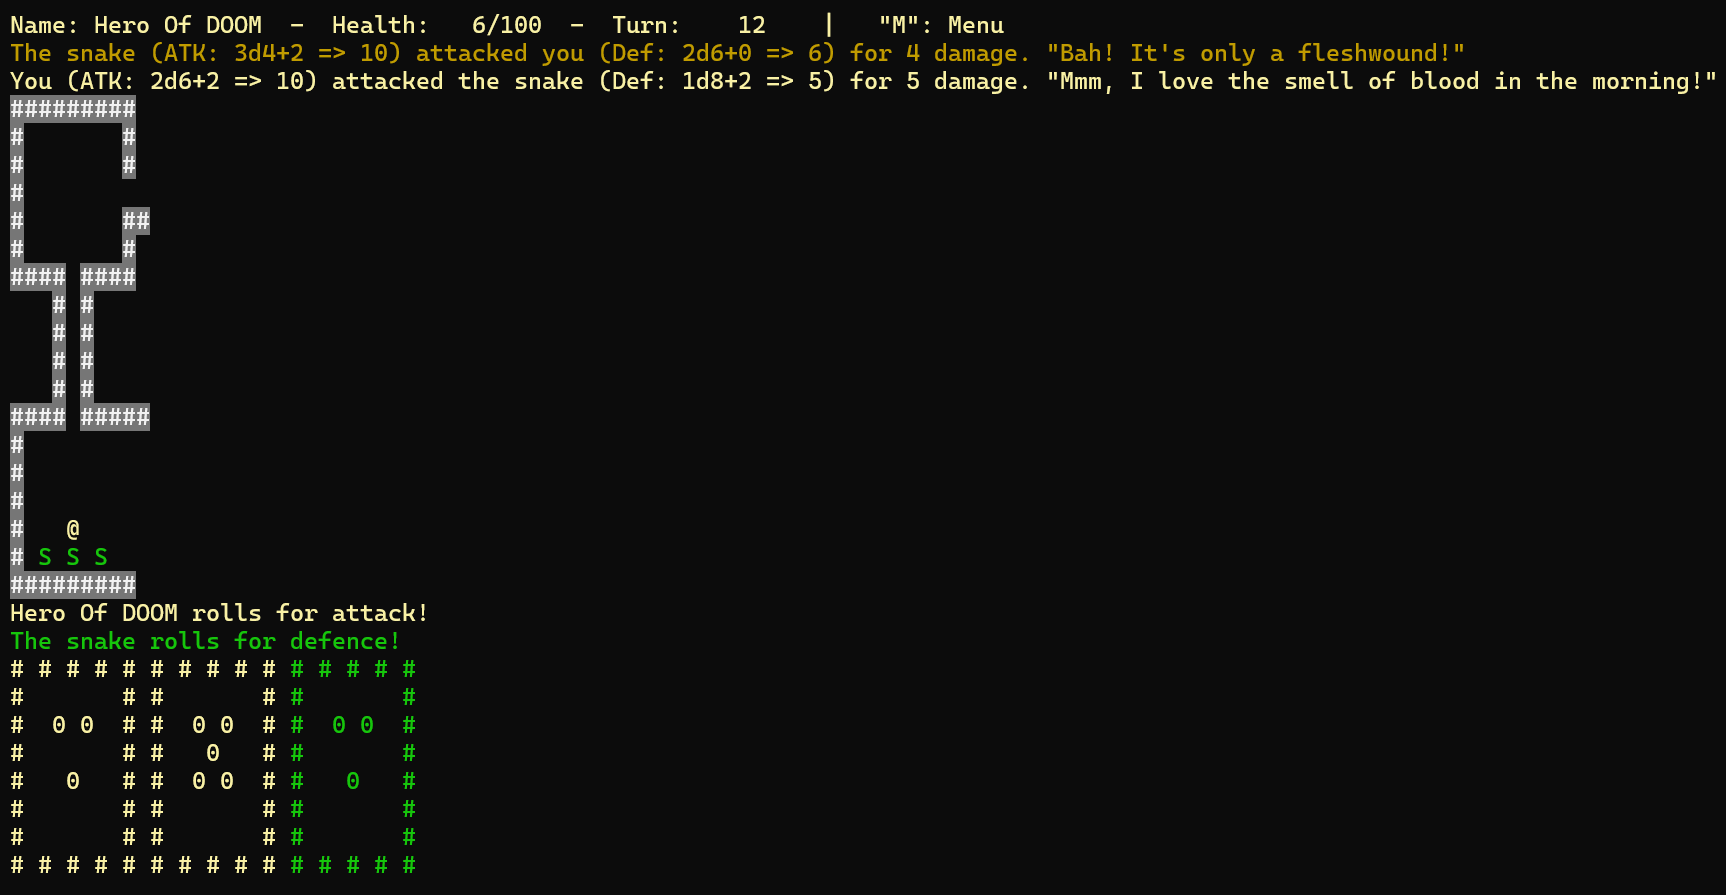 Name: Hero Of DOOM  -  Health:   6/100  -  Turn:    12    |   "M": Menu
The snake (ATK: 3d4+2 => 10) attacked you (Def: 2d6+0 => 6) for 4 damage. "Bah! It's only a fleshwound!"
You (ATK: 2d6+2 => 10) attacked the snake (Def: 1d8+2 => 5) for 5 damage. "Mmm, I love the smell of blood in the morning!"
#########
#       #
#       #
#
#       ##
#       #
#### ####
   # #
   # #
   # #
   # #
#### #####
#
#
#
#   @
# S S S
#########
Hero Of DOOM rolls for attack!
The snake rolls for defence!
# # # # # # # # # # # # # # #
#       # #       # #       #
#  0 0  # #  0 0  # #  0 0  #
#       # #   0   # #       #
#   0   # #  0 0  # #   0   #
#       # #       # #       #
#       # #       # #       #
# # # # # # # # # # # # # # #